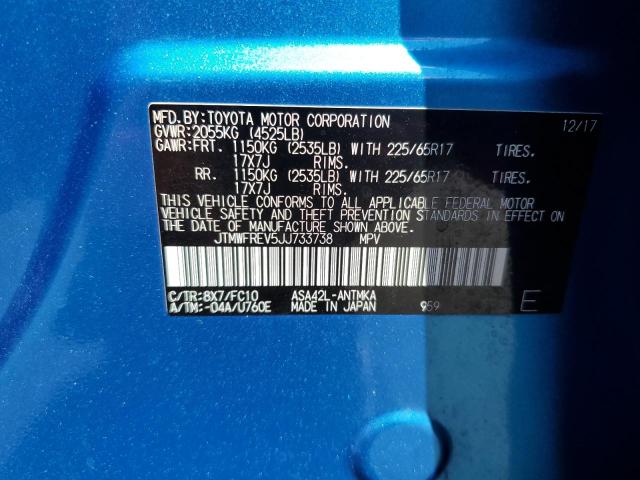 MFD.BY:TOYOTA MOTOR CORPORATION 12/17
GVWR:2055KG (4525LB)
GAWR:FRT. 1150KG (2535LB) WITH 225/65R17 TIRES.
17X7J RIMS.
RR. 1150KG (2535LB) WITH 225/65R17 TIRES.
17X7J RIMS.
THIS VEHICLE CONFORMS TO ALL APPLICABLE FEDERAL MOTOR
VEHICLE SAFETY AND THEFT PREVENTION STANDARDS IN EFFECT ON
THE DATE OF MANUFACTURE SHOWN ABOVE.
JTMWFREV5JJ733738 MPV
C/TR:8X7/FC10 ASA42L-ANTMKA
A/TM:-04A/U760E MADE IN JAPAN 959 E